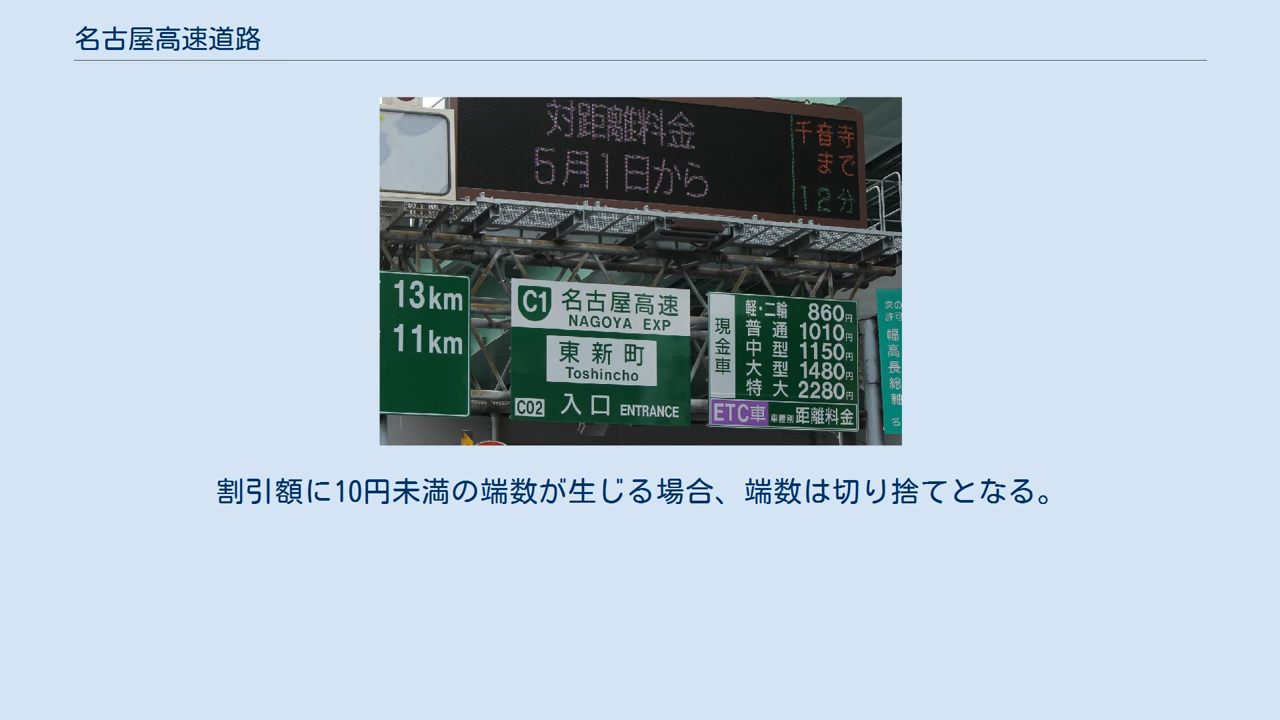 名古屋高速道路
対距離料金
5月1日から
千音寺
まで
12分
13km
11km
C1 名古屋高速
NAGOYA EXP
東新町
Toshincho
C02 入口 ENTRANCE
現金車
軽・二輪 860円
普通 1010円
中型 1150円
大型 1480円
特大 2280円
ETC車 車種別 距離料金
幅
高
長
総
軸
名
割引額に10円未満の端数が生じる場合、端数は切り捨てとなる。